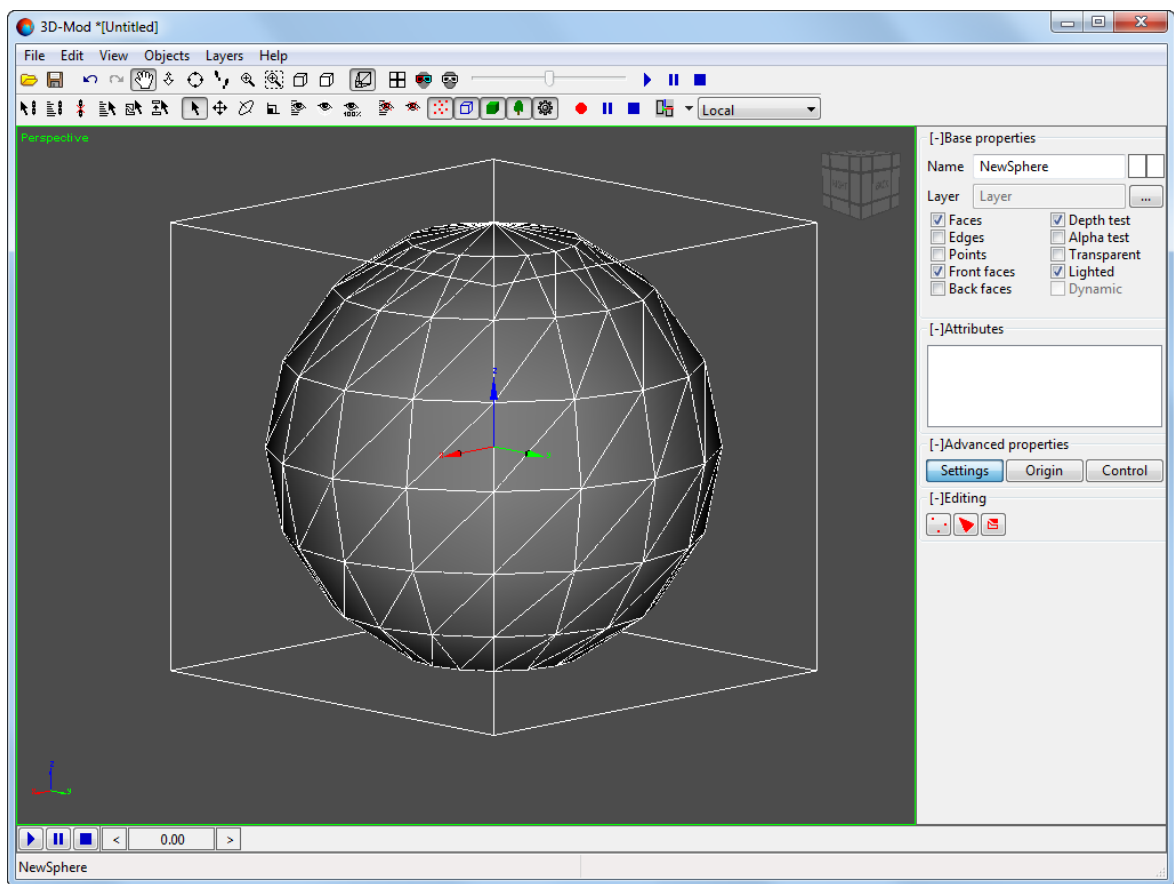 3D-Mod *[Untitled]
File Edit View Objects Layers Help
100%
Local
Perspective
[-]Base properties
Name NewSphere
Layer Layer ...
Faces Depth test
Edges Alpha test
Points Transparent
Front faces Lighted
Back faces Dynamic
[-]Attributes
[-]Advanced properties
Settings Origin Control
[-]Editing
z
z
y
< 0.00 >
NewSphere